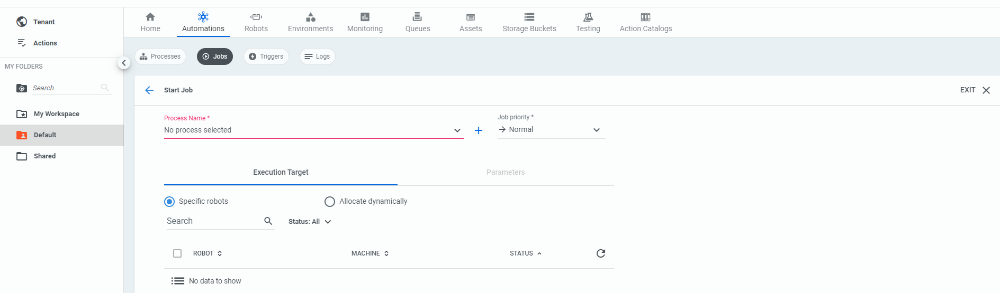 Tenant
Actions
MY FOLDERS
Search
My Workspace
Default
Shared
Home Automations Robots Environments Monitoring Queues Assets Storage Buckets Testing Action Catalogs
Processes Jobs Triggers Logs
Start Job EXIT
Process Name * Job priority *
No process selected Normal
Execution Target Parameters
Specific robots Allocate dynamically
Search Status: All
ROBOT MACHINE STATUS
No data to show